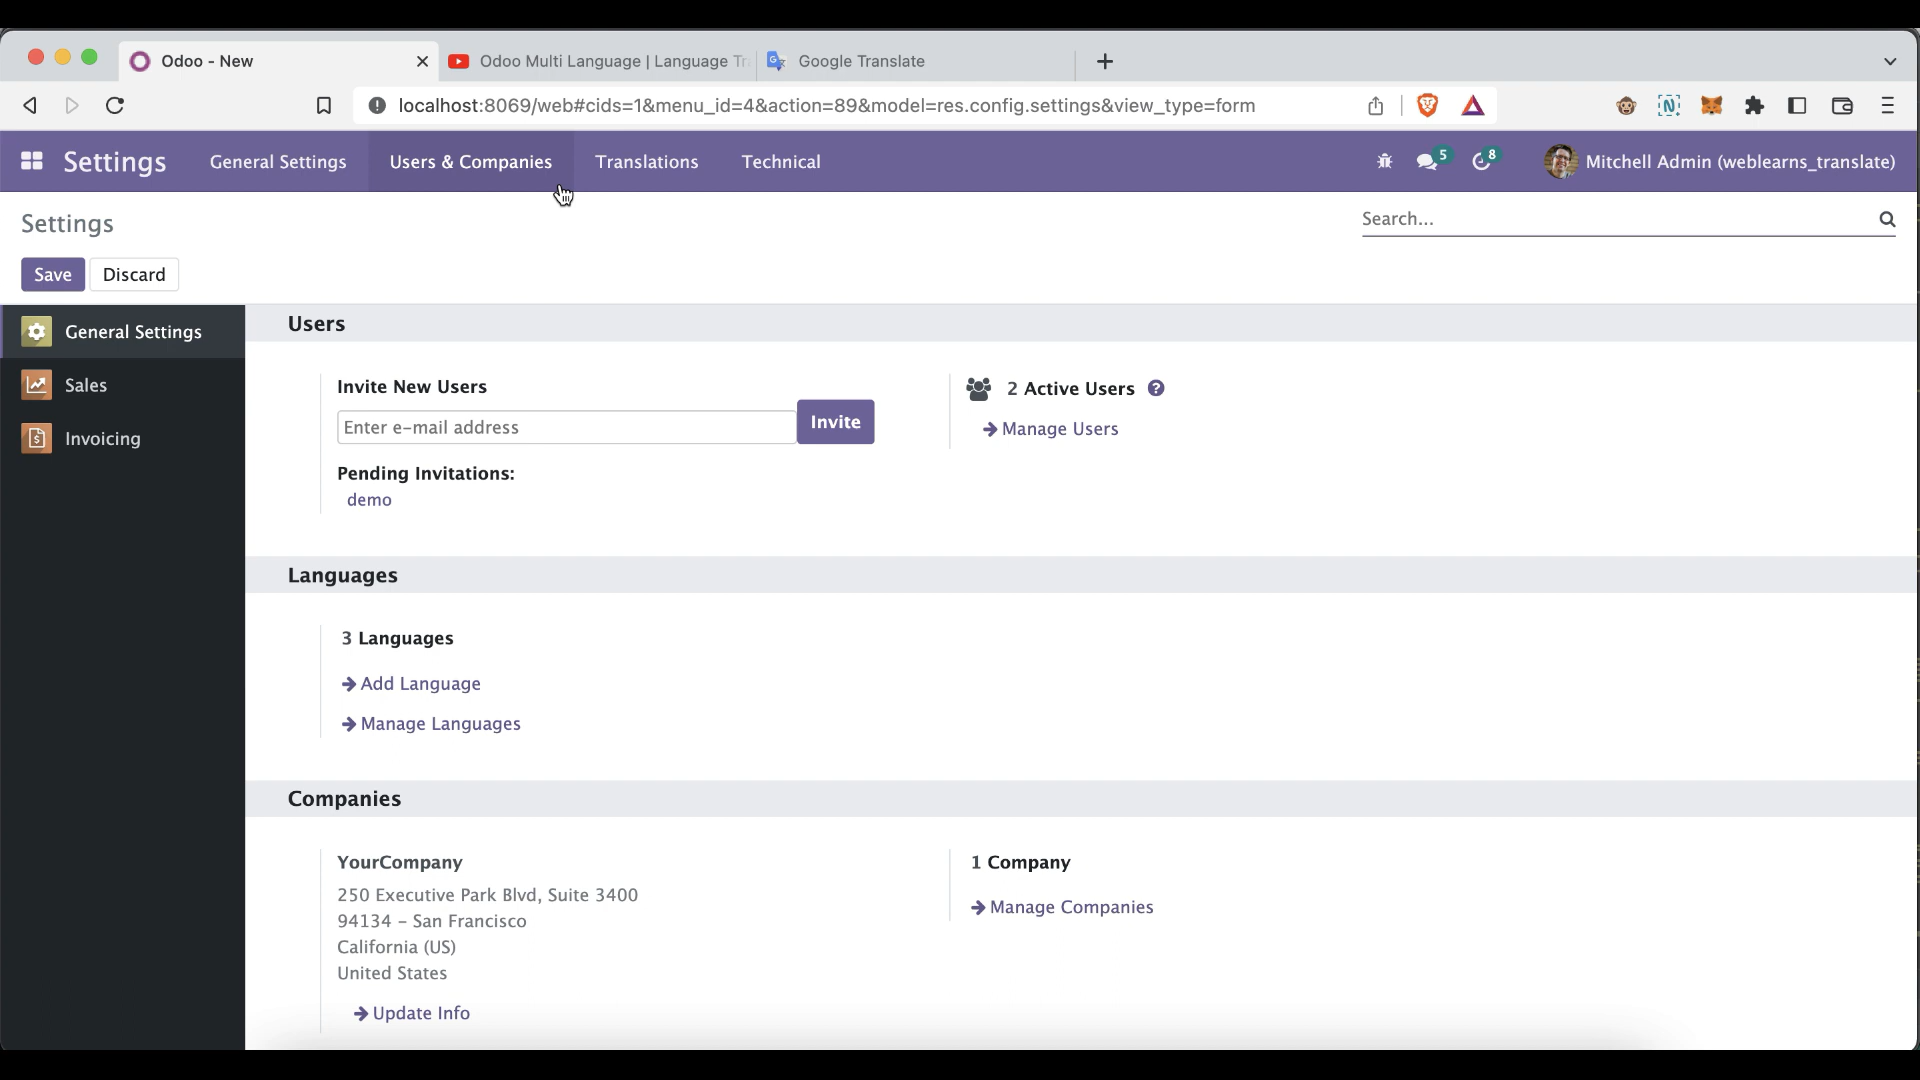 Odoo - New
Odoo Multi Language | Language Tr
Google Translate
localhost:8069/web#cids=1&menu_id=4&action=89&model=res.config.settings&view_type=form
Settings
General Settings
Users & Companies
Translations
Technical
5
8
Mitchell Admin (weblearns_translate)
Settings
Search...
Save
Discard
General Settings
Sales
Invoicing
Users
Invite New Users
Enter e-mail address
Invite
Pending Invitations:
demo
2 Active Users
Manage Users
Languages
3 Languages
Add Language
Manage Languages
Companies
YourCompany
250 Executive Park Blvd, Suite 3400
94134 - San Francisco
California (US)
United States
Update Info
1 Company
Manage Companies